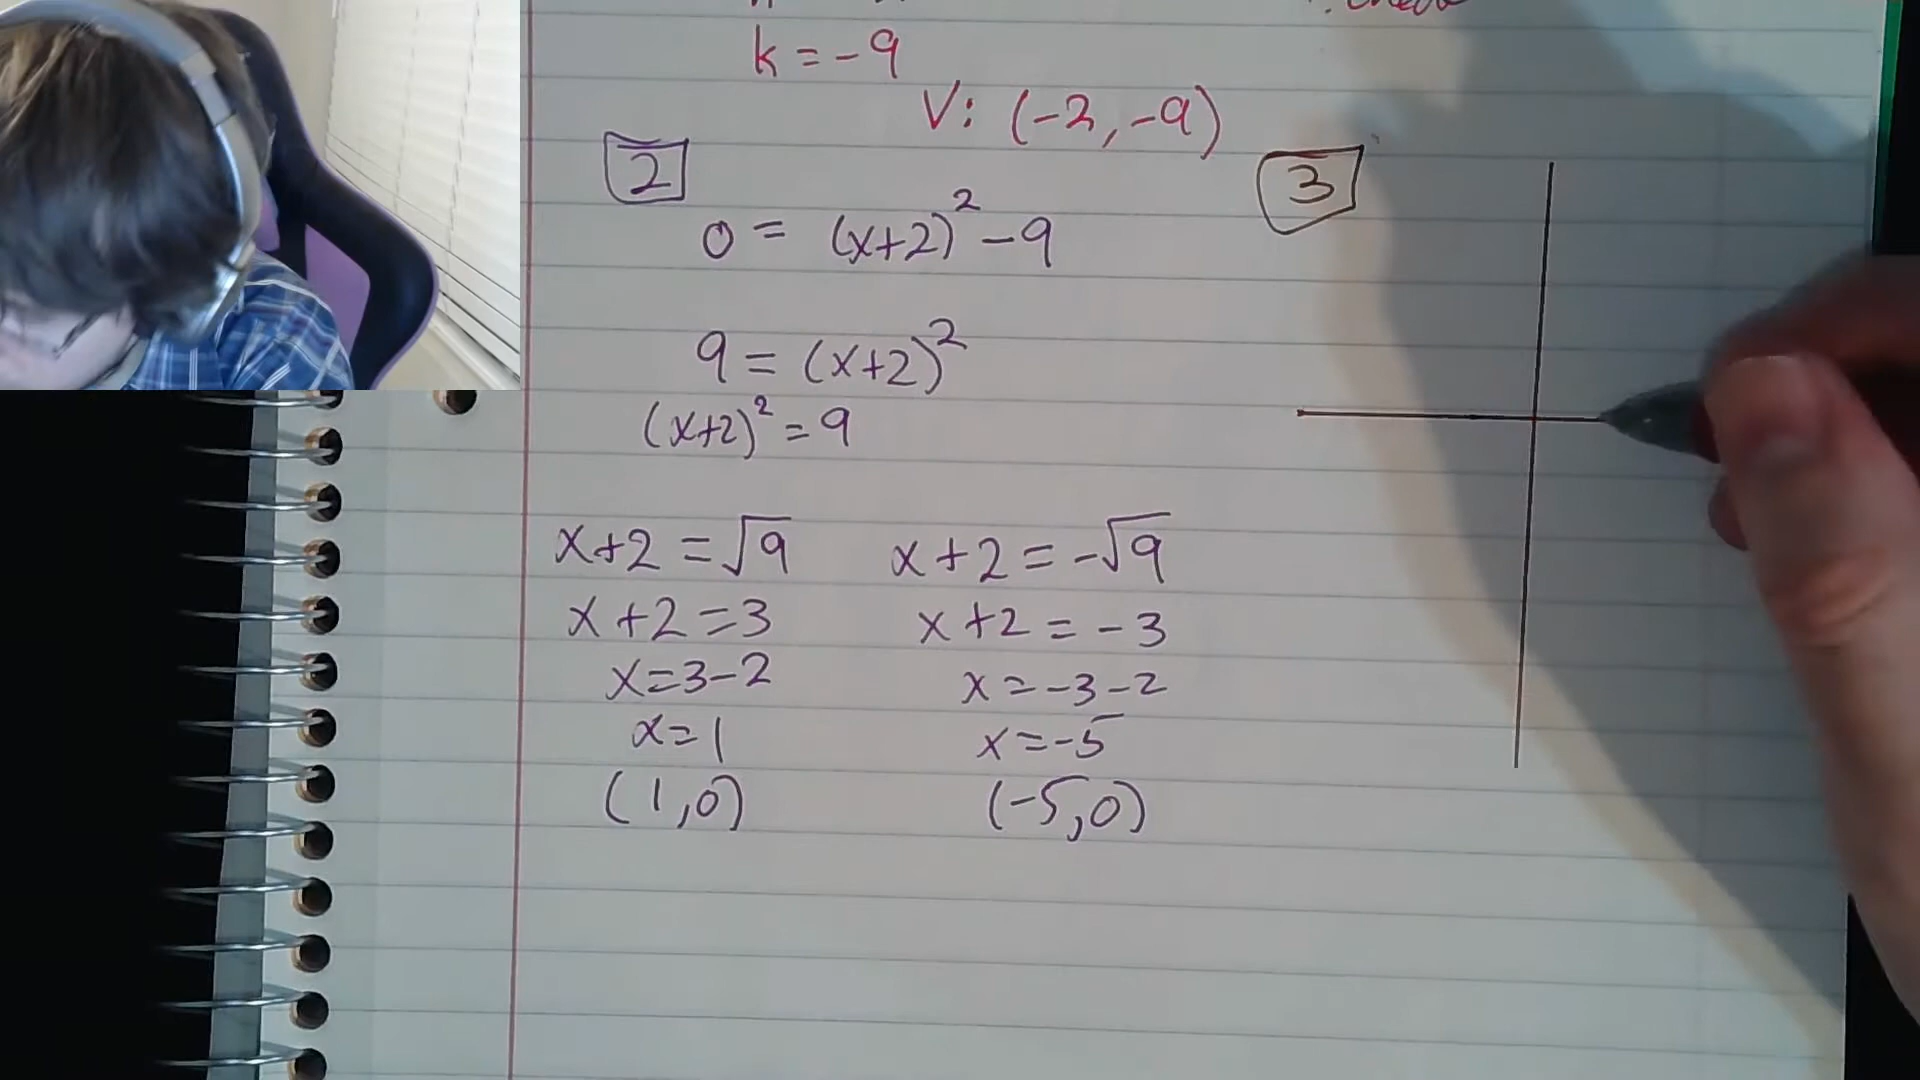 k = -9
V: (-2, -9)
2
0 = (x+2)² - 9
9 = (x+2)²
(x+2)² = 9
x+2 = √9
x+2 = 3
x = 3-2
x = 1
(1,0)
x+2 = -√9
x+2 = -3
x = -3-2
x = -5
(-5,0)
3